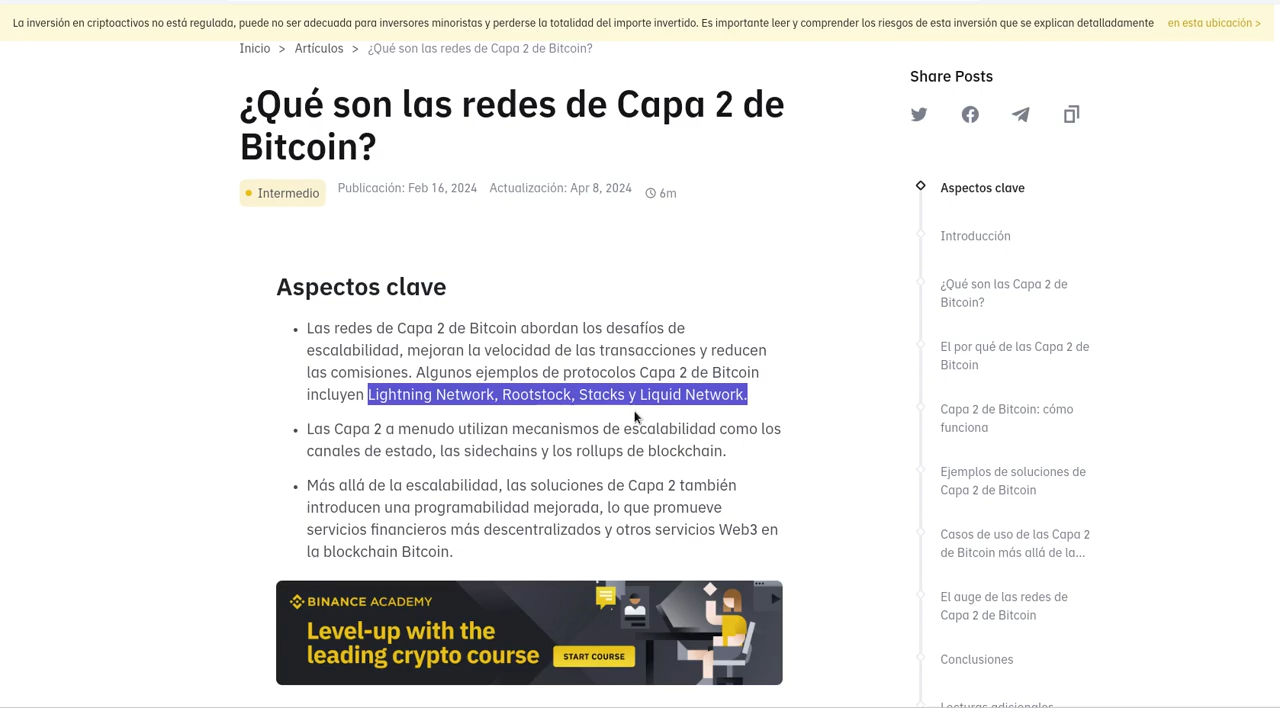 La inversión en criptoactivos no está regulada, puede no ser adecuada para inversores minoristas y perderse la totalidad del importe invertido. Es importante leer y comprender los riesgos de esta inversión que se explican detalladamente en esta ubicación >
Inicio > Artículos > ¿Qué son las redes de Capa 2 de Bitcoin?
¿Qué son las redes de Capa 2 de
Bitcoin?
Intermedio Publicación: Feb 16, 2024 Actualización: Apr 8, 2024 6m
Aspectos clave
• Las redes de Capa 2 de Bitcoin abordan los desafíos de
escalabilidad, mejoran la velocidad de las transacciones y reducen
las comisiones. Algunos ejemplos de protocolos Capa 2 de Bitcoin
incluyen Lightning Network, Rootstock, Stacks y Liquid Network.
• Las Capa 2 a menudo utilizan mecanismos de escalabilidad como los
canales de estado, las sidechains y los rollups de blockchain.
• Más allá de la escalabilidad, las soluciones de Capa 2 también
introducen una programabilidad mejorada, lo que promueve
servicios financieros más descentralizados y otros servicios Web3 en
la blockchain Bitcoin.
BINANCE ACADEMY
Level-up with the
leading crypto course
START COURSE
Share Posts
Aspectos clave
Introducción
¿Qué son las Capa 2 de
Bitcoin?
El por qué de las Capa 2 de
Bitcoin
Capa 2 de Bitcoin: cómo
funciona
Ejemplos de soluciones de
Capa 2 de Bitcoin
Casos de uso de las Capa 2
de Bitcoin más allá de la...
El auge de las redes de
Capa 2 de Bitcoin
Conclusiones
Lecturas adicionales